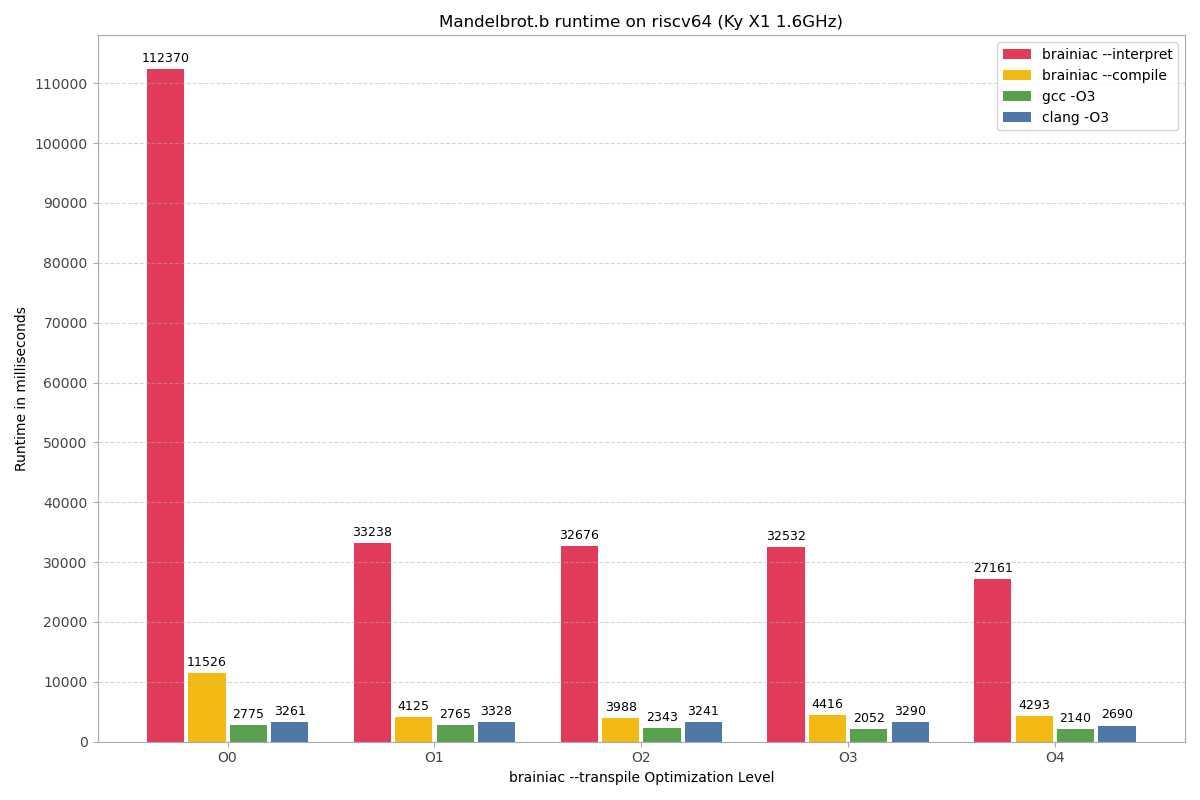 Mandelbrot.b runtime on riscv64 (Ky X1 1.6GHz)
brainiac --interpret
brainiac --compile
gcc -O3
clang -O3
Runtime in milliseconds
110000
100000
90000
80000
70000
60000
50000
40000
30000
20000
10000
0
112370
11526
2775
3261
33238
4125
2765
3328
32676
3988
2343
3241
32532
4416
2052
3290
27161
4293
2140
2690
O0
O1
O2
O3
O4
brainiac --transpile Optimization Level